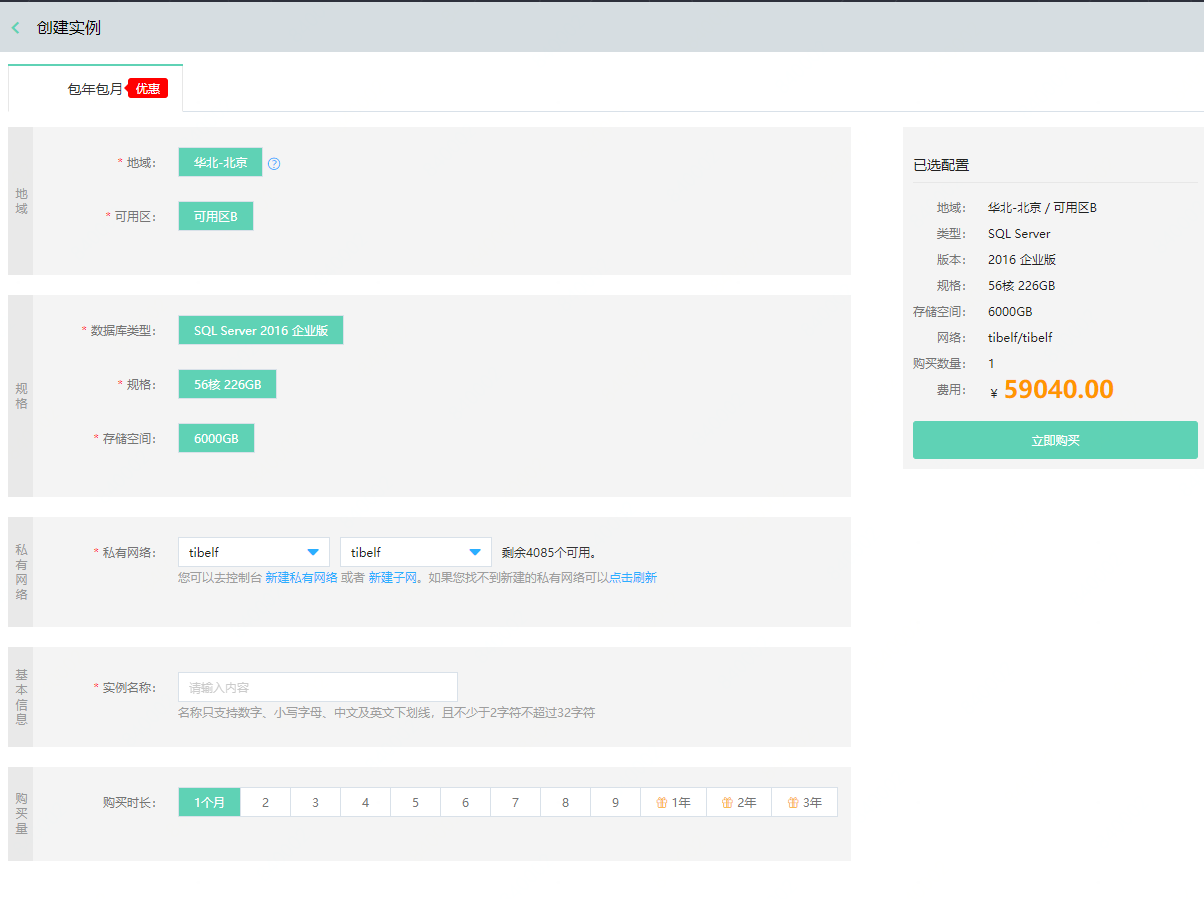 创建实例
包年包月 优惠
地域
* 地域： 华北-北京 ?
* 可用区： 可用区B
规格
* 数据库类型： SQL Server 2016 企业版
* 规格： 56核 226GB
* 存储空间： 6000GB
私有网络
* 私有网络： tibelf tibelf 剩余4085个可用。
您可以去控制台 新建私有网络 或者 新建子网。如果您找不到新建的私有网络可以点击刷新
基本信息
* 实例名称： 请输入内容
名称只支持数字、小写字母、中文及英文下划线，且不少于2字符不超过32字符
购买量
购买时长： 1个月 2 3 4 5 6 7 8 9 1年 2年 3年
已选配置
地域： 华北-北京 / 可用区B
类型： SQL Server
版本： 2016 企业版
规格： 56核 226GB
存储空间： 6000GB
网络： tibelf/tibelf
购买数量： 1
费用： ¥ 59040.00
立即购买